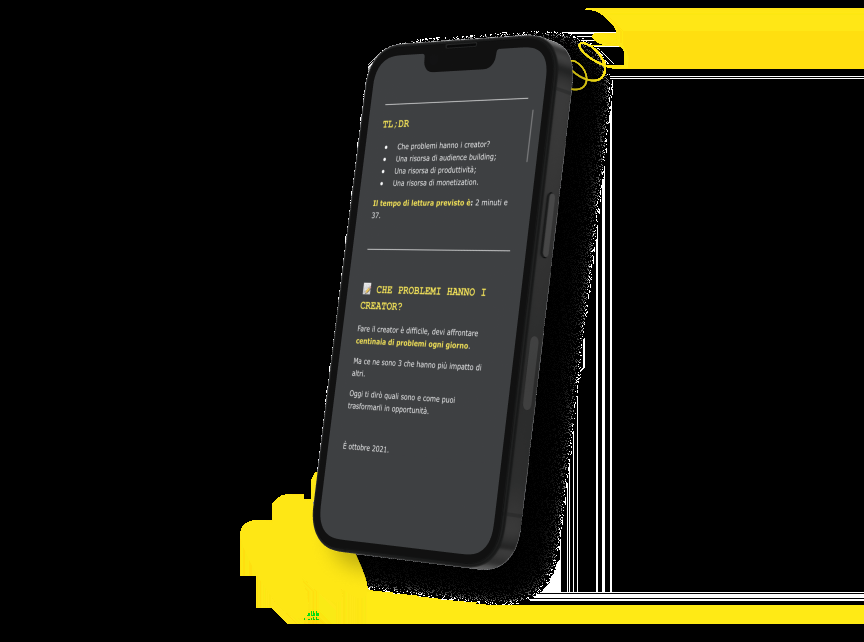 TL;DR
Che problemi hanno i creator?
Una risorsa di audience building;
Una risorsa di produttività;
Una risorsa di monetization.
Il tempo di lettura previsto è: 2 minuti e
37.
CHE PROBLEMI HANNO I
CREATOR?
Fare il creator è difficile, devi affrontare
centinaia di problemi ogni giorno.
Ma ce ne sono 3 che hanno più impatto di
altri.
Oggi ti dirò quali sono e come puoi
trasformarli in opportunità.
È ottobre 2021.